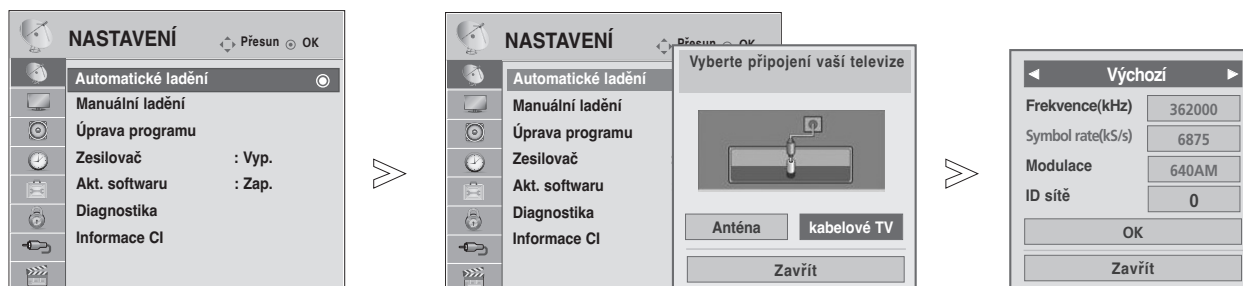 NASTAVENÍ Přesun OK
Automatické ladění
Manuální ladění
Úprava programu
Zesilovač : Vyp.
Akt. softwaru : Zap.
Diagnostika
Informace CI
NASTAVENÍ Přesun OK
Automatické ladění
Manuální ladění
Úprava programu
Zesilovač :
Akt. softwaru
Diagnostika
Informace CI
Vyberte připojení vaší televize
Anténa kabelové TV
Zavřít
Výchozí
Frekvence(kHz) 362000
Symbol rate(kS/s) 6875
Modulace 640AM
ID sítě 0
OK
Zavřít